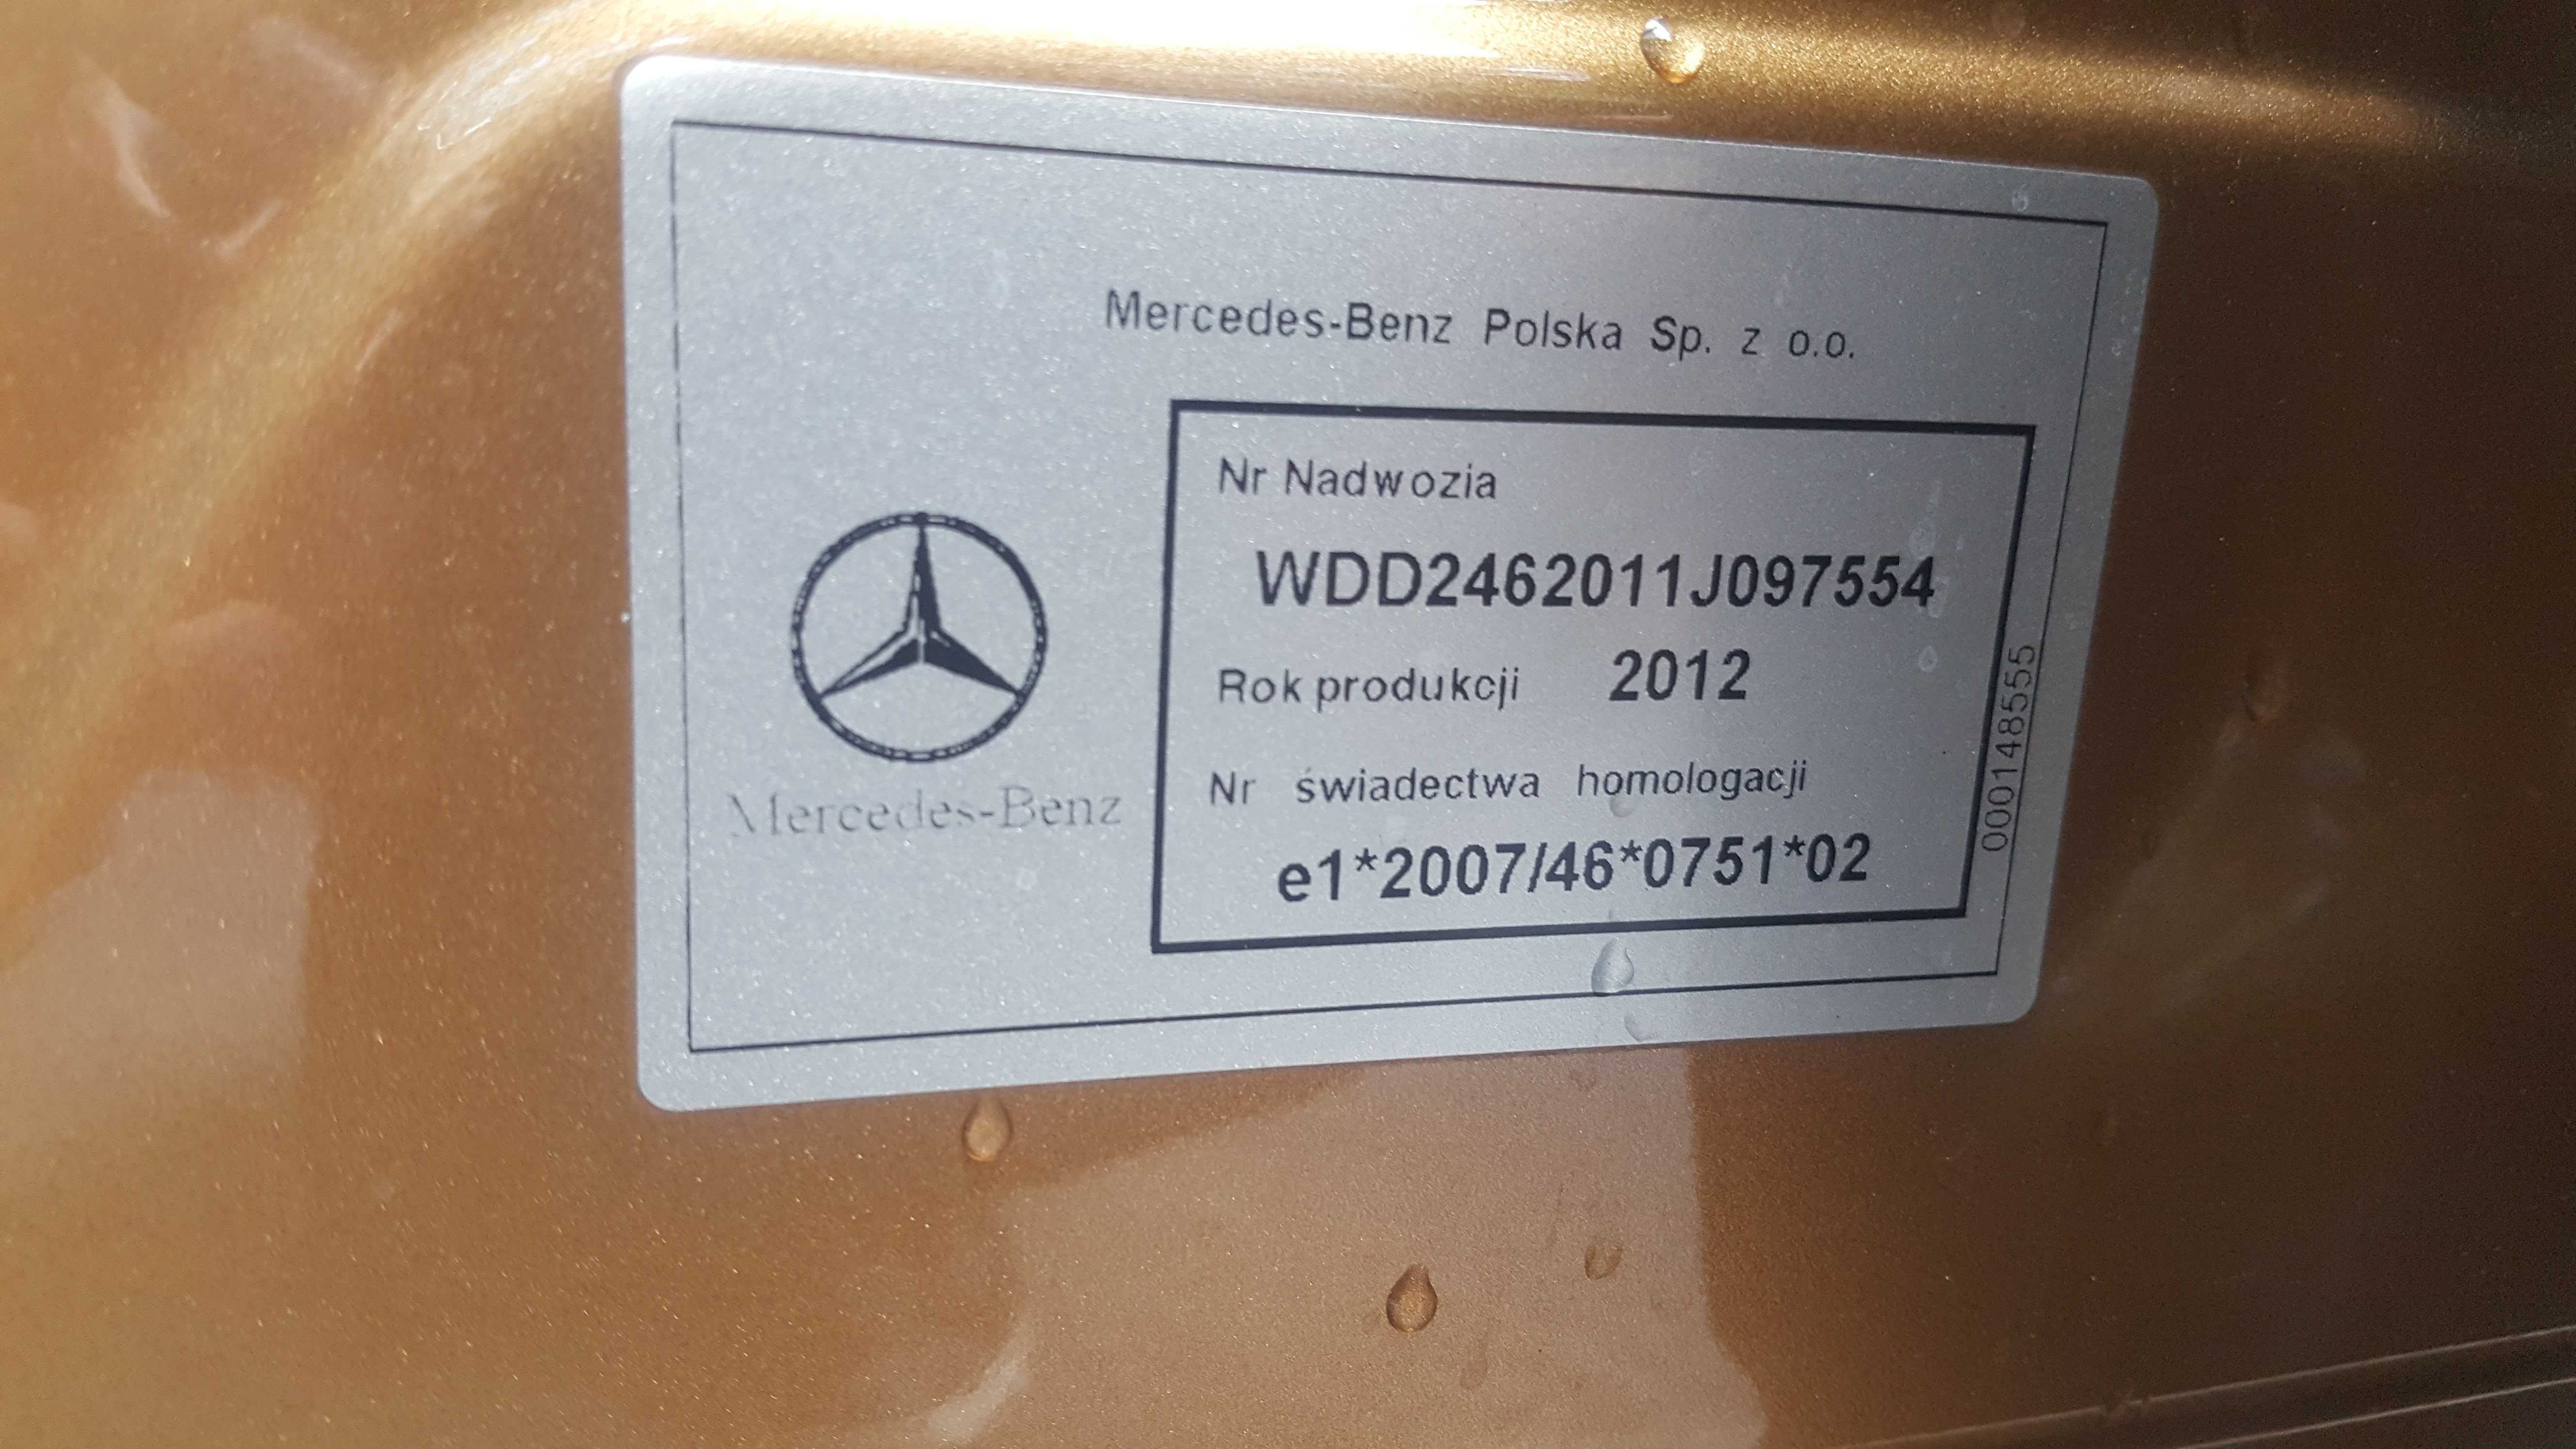 Mercedes-Benz Polska Sp. z o.o.
Nr Nadwozia
WDD2462011J097554
Rok produkcji 2012
Nr świadectwa homologacji
e1*2007/46*0751*02
Mercedes-Benz
000148555